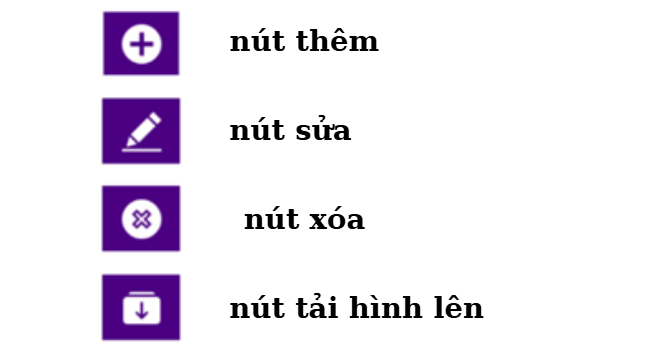 nút thêm
nút sửa
nút xóa
nút tải hình lên